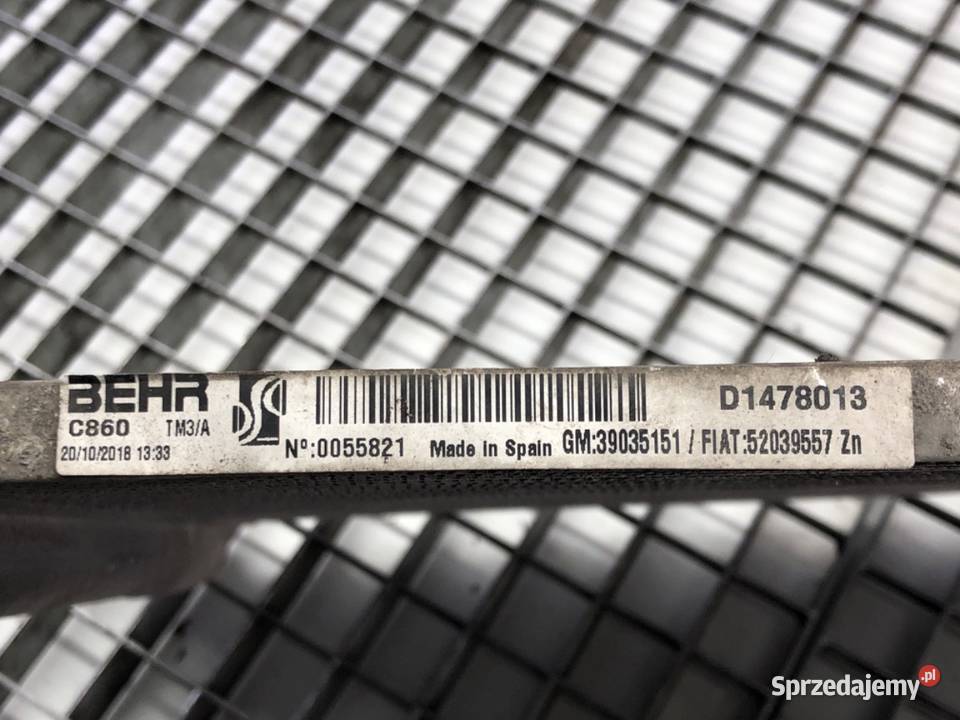 BEHR
C860 TM3/A
20/10/2018 13:33
Nº:0055821 Made in Spain GM:39035151 / FIAT:52039557 Zn
D1478013
Sprzedajemy.pl